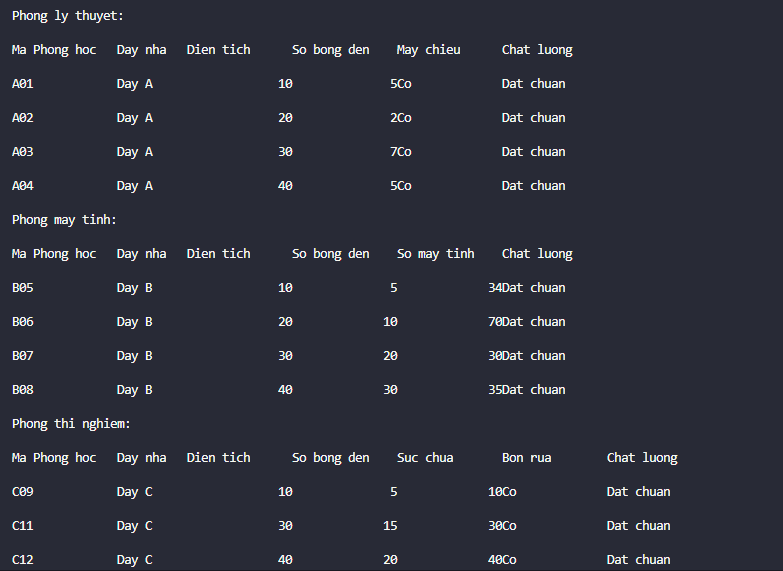 Phong ly thuyet:
Ma Phong hoc   Day nha   Dien tich      So bong den    May chieu      Chat luong
A01            Day A                  10              5Co             Dat chuan
A02            Day A                  20              2Co             Dat chuan
A03            Day A                  30              7Co             Dat chuan
A04            Day A                  40              5Co             Dat chuan
Phong may tinh:
Ma Phong hoc   Day nha   Dien tich      So bong den    So may tinh    Chat luong
B05            Day B                  10              5             34Dat chuan
B06            Day B                  20             10             70Dat chuan
B07            Day B                  30             20             30Dat chuan
B08            Day B                  40             30             35Dat chuan
Phong thi nghiem:
Ma Phong hoc   Day nha   Dien tich      So bong den    Suc chua       Bon rua        Chat luong
C09            Day C                  10              5             10Co             Dat chuan
C11            Day C                  30             15             30Co             Dat chuan
C12            Day C                  40             20             40Co             Dat chuan